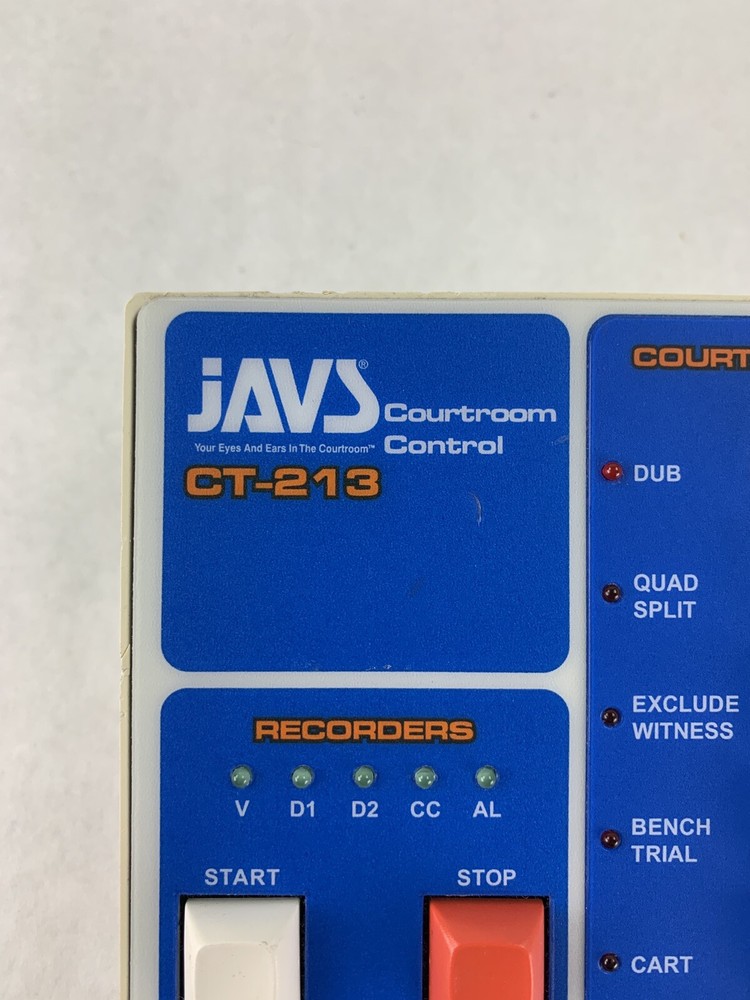 jAVS®
Courtroom
Control
Your Eyes And Ears In The Courtroom™
CT-213
RECORDERS
V D1 D2 CC AL
START STOP
COURT
DUB
QUAD
SPLIT
EXCLUDE
WITNESS
BENCH
TRIAL
CART